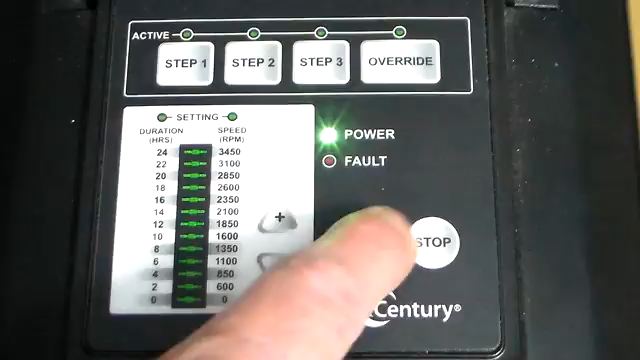 ACTIVE
STEP 1 STEP 2 STEP 3 OVERRIDE
SETTING
DURATION (HRS) SPEED (RPM)
24 3450
22 3100
20 2850
18 2600
16 2350
14 2100
12 1850
10 1600
8 1350
6 1100
4 850
2 600
0 0
POWER
FAULT
+
STOP
Century®